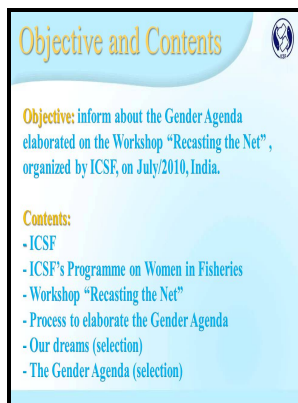 Objective and Contents
ICSF
Objective: inform about the Gender Agenda
elaborated on the Workshop “Recasting the Net” ,
organized by ICSF, on July/2010, India.
Contents:
- ICSF
- ICSF’s Programme on Women in Fisheries
- Workshop “Recasting the Net”
- Process to elaborate the Gender Agenda
- Our dreams (selection)
- The Gender Agenda (selection)